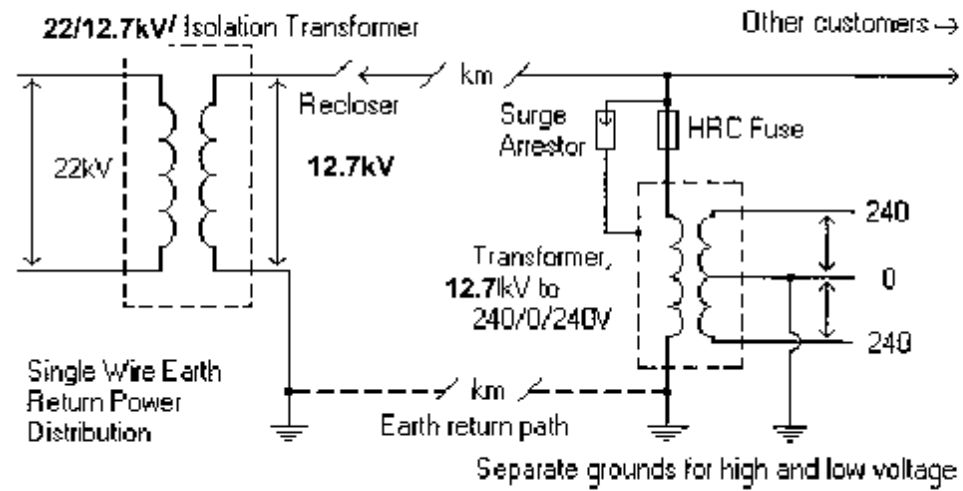 22/12.7kV/ Isolation Transformer
Other customers
km
Recloser
Surge
Arrestor
HRC Fuse
22kV
12.7kV
240
Transformer,
12.7kV to
240/0/240V
0
240
Single Wire Earth
Return Power
Distribution
km
Earth return path
Separate grounds for high and low voltage